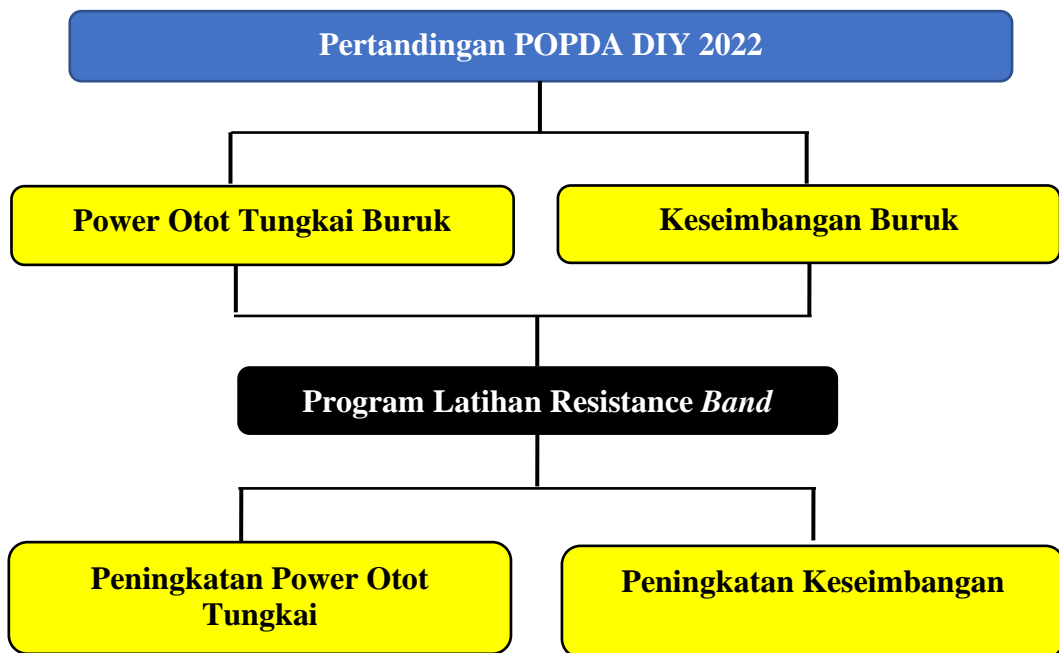 Pertandingan POPDA DIY 2022
Power Otot Tungkai Buruk
Keseimbangan Buruk
Program Latihan Resistance Band
Peningkatan Power Otot
Tungkai
Peningkatan Keseimbangan